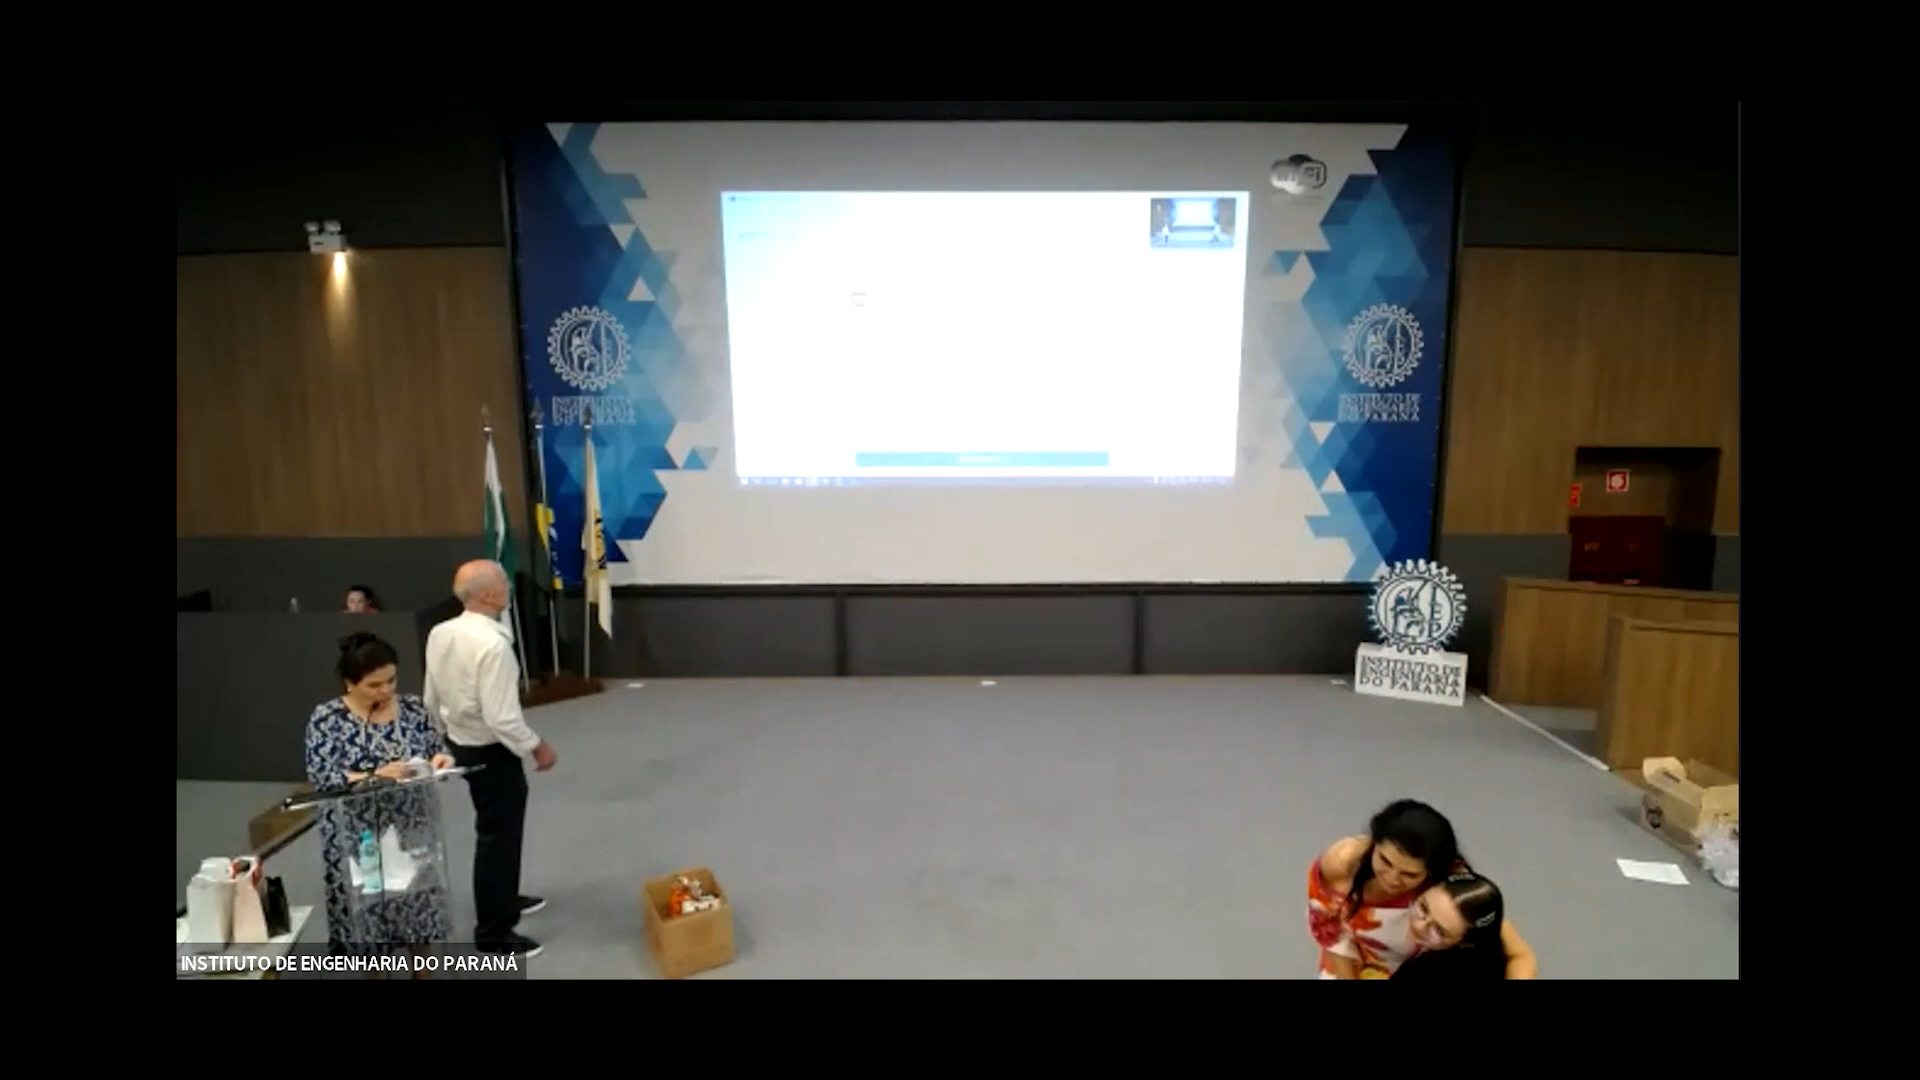 INSTITUTO DE
ENGENHARIA
DO PARANÁ
INSTITUTO DE
ENGENHARIA
DO PARANÁ
IEP
INSTITUTO DE
ENGENHARIA
DO PARANÁ
INSTITUTO DE ENGENHARIA DO PARANÁ